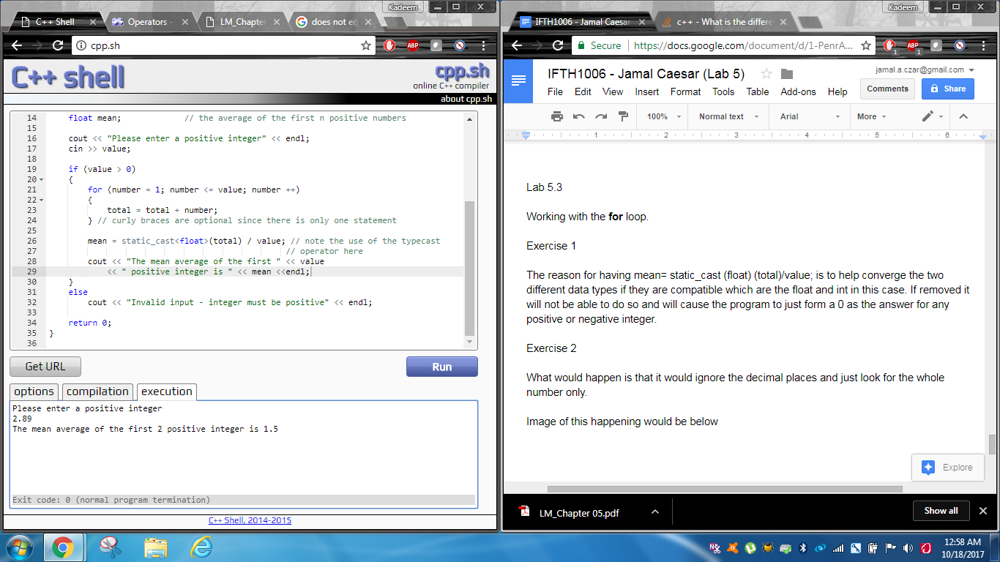 Kadeem
C++ Shell
Operators -
LM_Chapte
does not eq
cpp.sh
C++ shell
cpp.sh
online C++ compiler
about cpp.sh
14 float mean; // the average of the first n positive numbers
15
16 cout << "Please enter a positive integer" << endl;
17 cin >> value;
18
19 if (value > 0)
20 {
21 for (number = 1; number <= value; number ++)
22 {
23 total = total + number;
24 } // curly braces are optional since there is only one statement
25
26 mean = static_cast<float>(total) / value; // note the use of the typecast
27 // operator here
28 cout << "The mean average of the first " << value
29 << " positive integer is " << mean <<endl;
30 }
31 else
32 cout << "Invalid input - integer must be positive" << endl;
33
34 return 0;
35 }
36
Get URL
Run
options
compilation
execution
Please enter a positive integer
2.89
The mean average of the first 2 positive integer is 1.5
Exit code: 0 (normal program termination)
C++ Shell, 2014-2015
Kadeem
IFTH1006 - Jamal Caesar
c++ - What is the differe
Secure
https://docs.google.com/document/d/1-PenrA...
1
ABP
1
IFTH1006 - Jamal Caesar (Lab 5)
jamal.a.czar@gmail.com
File Edit View Insert Format Tools Table Add-ons Help
Comments
Share
100%
Normal text
Arial
More
1 2 3 4 5 6
Lab 5.3
Working with the for loop.
Exercise 1
The reason for having mean= static_cast (float) (total)/value; is to help converge the two
different data types if they are compatible which are the float and int in this case. If removed it
will not be able to do so and will cause the program to just form a 0 as the answer for any
positive or negative integer.
Exercise 2
What would happen is that it would ignore the decimal places and just look for the whole
number only.
Image of this happening would be below
Explore
LM_Chapter 05.pdf
Show all
12:58 AM
10/18/2017